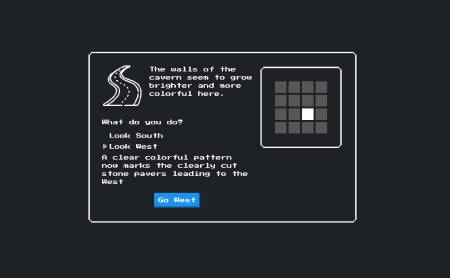 The walls of the
cavern seem to grow
brighter and more
colorful here.
What do you do?
Look South
Look West
A clear colorful pattern
now marks the clearly cut
stone pavers leading to the
West
Go West